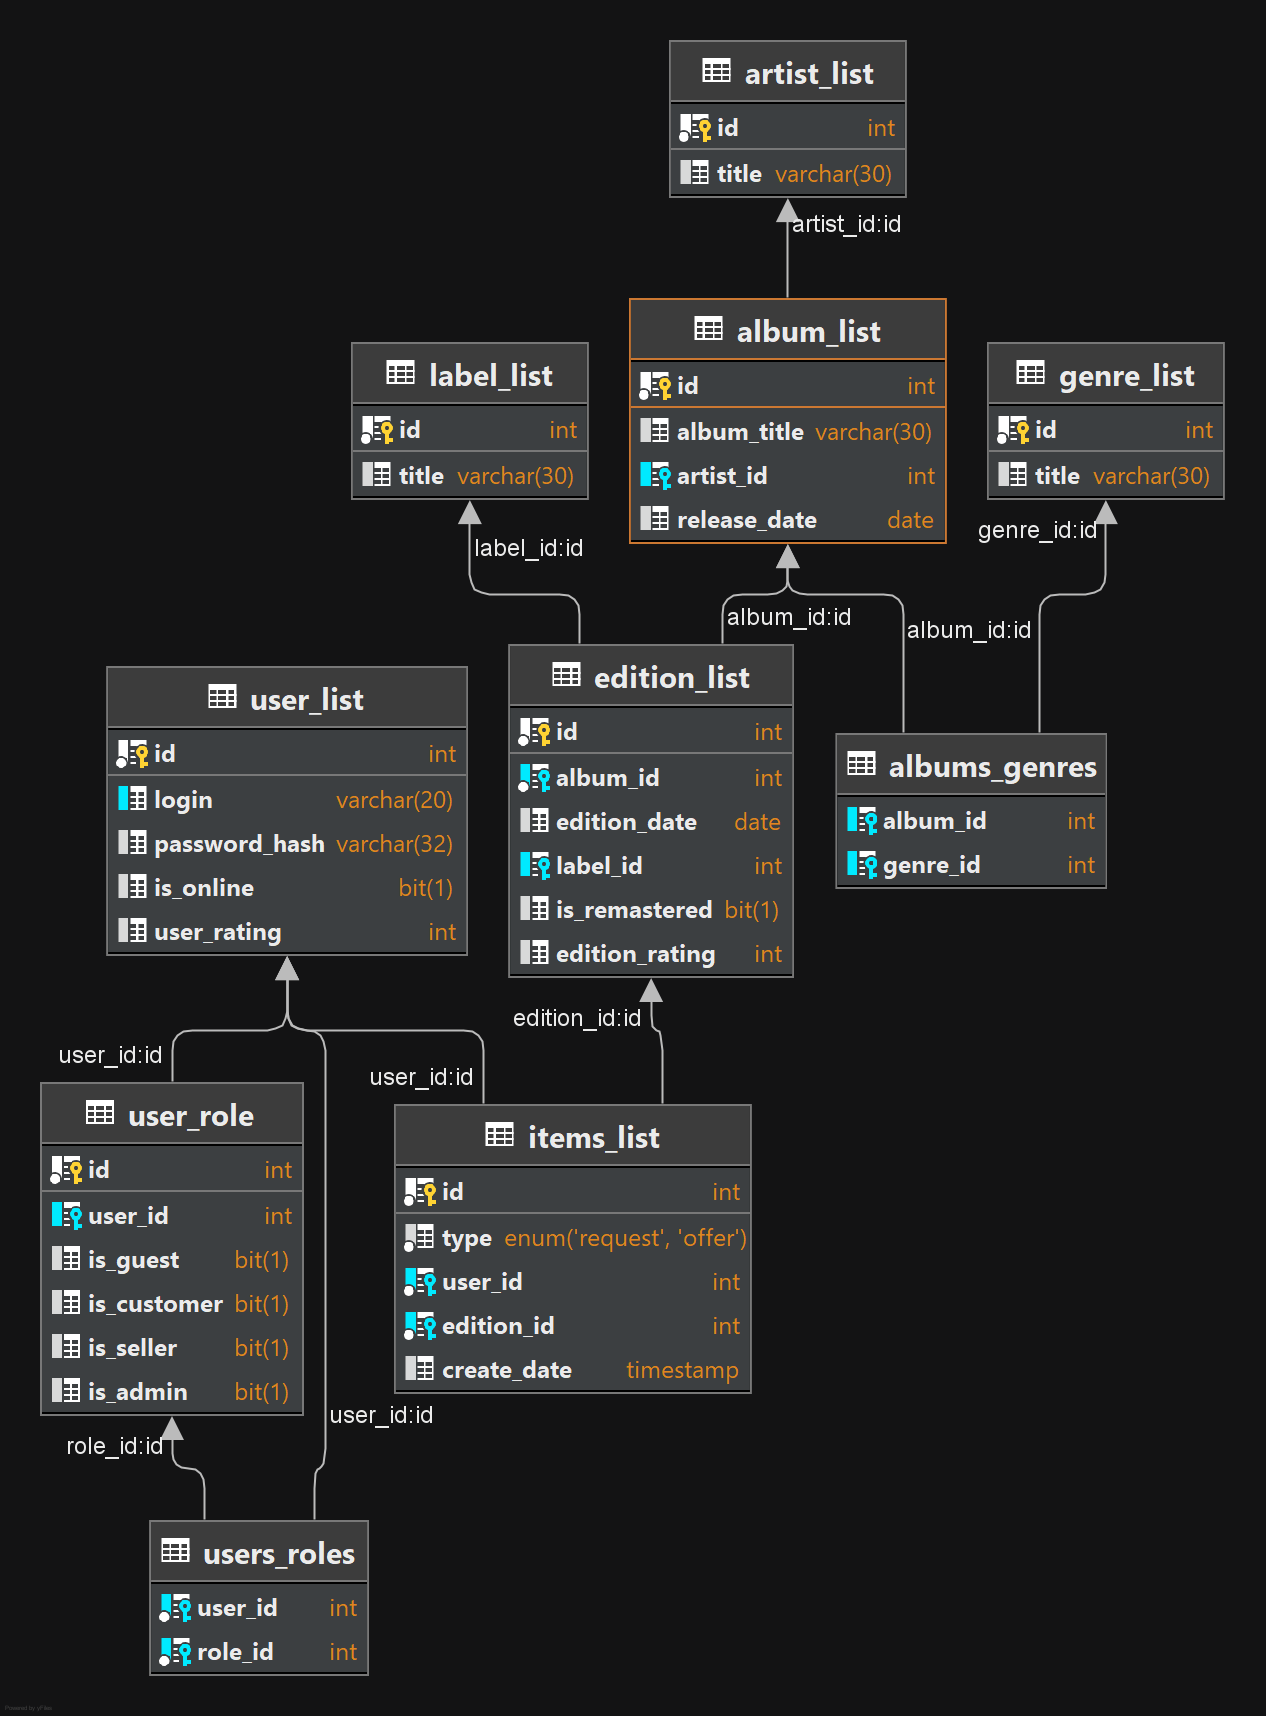 artist_list
id int
title varchar(30)
artist_id:id
album_list
id int
album_title varchar(30)
artist_id int
release_date date
label_list
id int
title varchar(30)
genre_list
id int
title varchar(30)
label_id:id
genre_id:id
album_id:id
album_id:id
edition_list
id int
album_id int
edition_date date
label_id int
is_remastered bit(1)
edition_rating int
user_list
id int
login varchar(20)
password_hash varchar(32)
is_online bit(1)
user_rating int
albums_genres
album_id int
genre_id int
edition_id:id
user_id:id
user_id:id
user_role
id int
user_id int
is_guest bit(1)
is_customer bit(1)
is_seller bit(1)
is_admin bit(1)
items_list
id int
type enum('request', 'offer')
user_id int
edition_id int
create_date timestamp
user_id:id
role_id:id
users_roles
user_id int
role_id int
Powered by yFiles